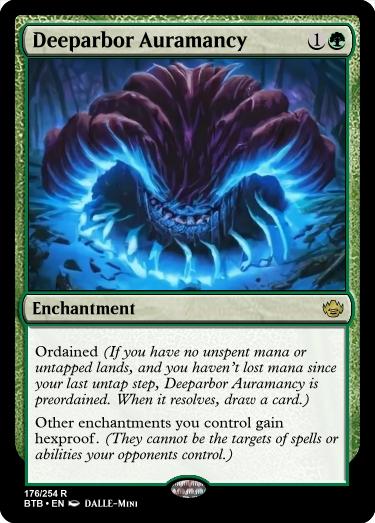 Deeparbor Auramancy 1
Enchantment
Ordained (If you have no unspent mana or
untapped lands, and you haven't lost mana since
your last untap step, Deeparbor Auramancy is
preordained. When it resolves, draw a card.)
Other enchantments you control gain
hexproof. (They cannot be the targets of spells or
abilities your opponents control.)
176/254 R
BTB • EN DALLE-Mini